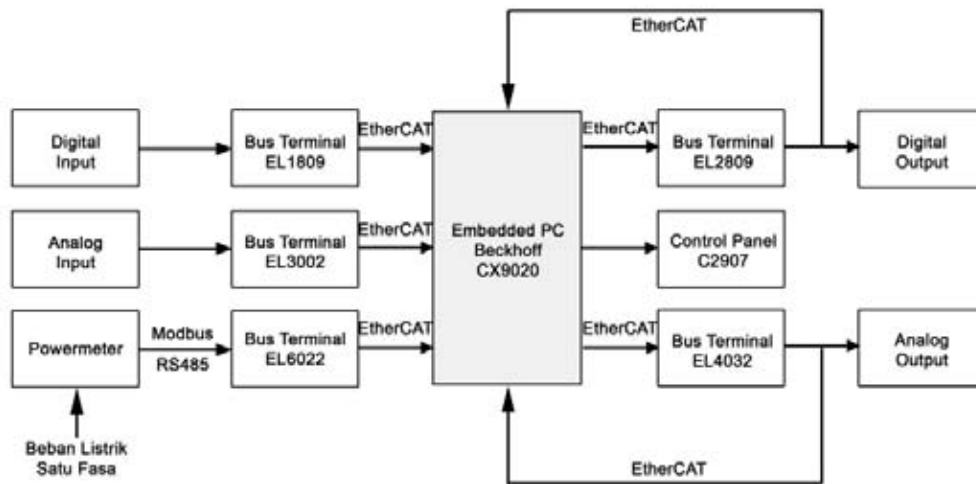 EtherCAT
Digital
Input
Bus Terminal
EL1809
EtherCAT
EtherCAT
Bus Terminal
EL2809
Digital
Output
Analog
Input
Bus Terminal
EL3002
EtherCAT
Embedded PC
Beckhoff
CX9020
Control Panel
C2907
Powermeter
Modbus
RS485
Bus Terminal
EL6022
EtherCAT
EtherCAT
Bus Terminal
EL4032
Analog
Output
Beban Listrik
Satu Fasa
EtherCAT